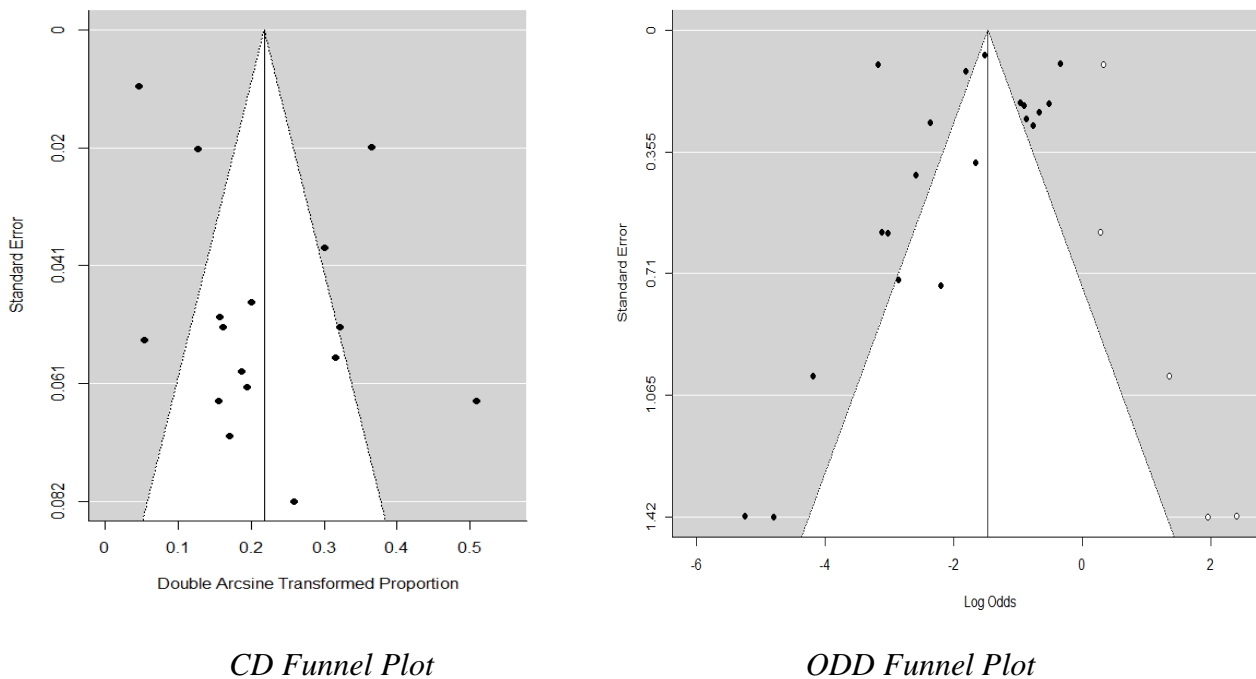 0
0.02
0.041
0.061
0.082
Standard Error
0 0.1 0.2 0.3 0.4 0.5
Double Arcsine Transformed Proportion
CD Funnel Plot
0
0.355
0.71
1.065
1.42
Standard Error
-6 -4 -2 0 2
Log Odds
ODD Funnel Plot